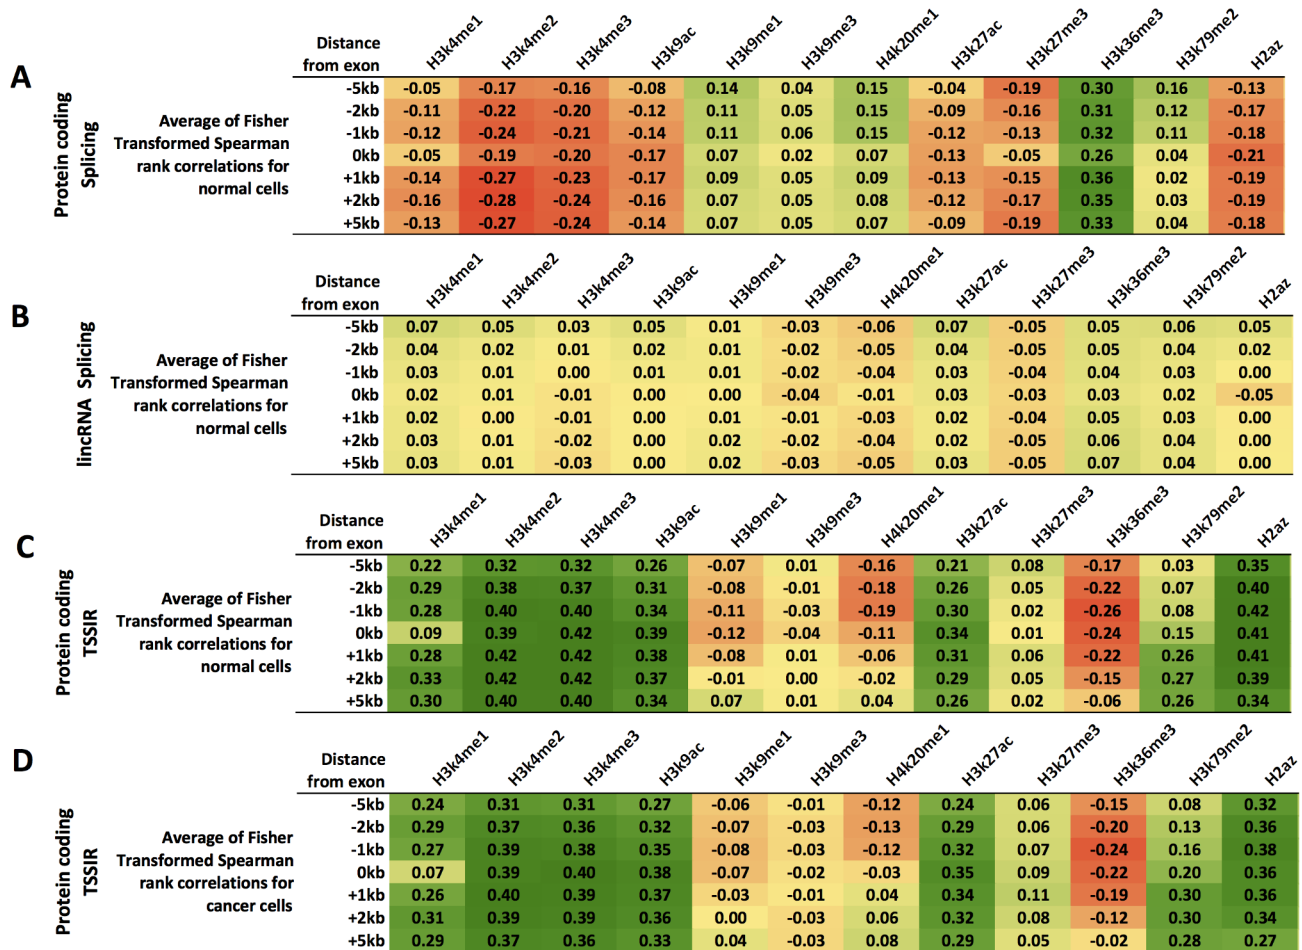 A
Protein coding
Splicing
Average of Fisher
Transformed Spearman
rank correlations for
normal cells
Distance
from exon H3k4me1 H3k4me2 H3k4me3 H3k9ac H3k9me1 H3k9me3 H4k20me1 H3k27ac H3k27me3 H3k36me3 H3k79me2 H2az
-5kb -0.05 -0.17 -0.16 -0.08 0.14 0.04 0.15 -0.04 -0.19 0.30 0.16 -0.13
-2kb -0.11 -0.22 -0.20 -0.12 0.11 0.05 0.15 -0.09 -0.16 0.31 0.12 -0.17
-1kb -0.12 -0.24 -0.21 -0.14 0.11 0.06 0.15 -0.12 -0.13 0.32 0.11 -0.18
0kb -0.05 -0.19 -0.20 -0.17 0.07 0.02 0.07 -0.13 -0.05 0.26 0.04 -0.21
+1kb -0.14 -0.27 -0.23 -0.17 0.09 0.05 0.09 -0.13 -0.15 0.36 0.02 -0.19
+2kb -0.16 -0.28 -0.24 -0.16 0.07 0.05 0.08 -0.12 -0.17 0.35 0.03 -0.19
+5kb -0.13 -0.27 -0.24 -0.14 0.07 0.05 0.07 -0.09 -0.19 0.33 0.04 -0.18
B
lincRNA Splicing
Average of Fisher
Transformed Spearman
rank correlations for
normal cells
Distance
from exon H3k4me1 H3k4me2 H3k4me3 H3k9ac H3k9me1 H3k9me3 H4k20me1 H3k27ac H3k27me3 H3k36me3 H3k79me2 H2az
-5kb 0.07 0.05 0.03 0.05 0.01 -0.03 -0.06 0.07 -0.05 0.05 0.06 0.05
-2kb 0.04 0.02 0.01 0.02 0.01 -0.02 -0.05 0.04 -0.05 0.05 0.04 0.02
-1kb 0.03 0.01 0.00 0.01 0.01 -0.02 -0.04 0.03 -0.04 0.04 0.03 0.00
0kb 0.02 0.01 -0.01 0.00 0.00 -0.04 -0.01 0.03 -0.03 0.03 0.02 -0.05
+1kb 0.02 0.00 -0.01 0.00 0.01 -0.01 -0.03 0.02 -0.04 0.05 0.03 0.00
+2kb 0.03 0.01 -0.02 0.00 0.02 -0.02 -0.04 0.02 -0.05 0.06 0.04 0.00
+5kb 0.03 0.01 -0.03 0.00 0.02 -0.03 -0.05 0.03 -0.05 0.07 0.04 0.00
C
Protein coding
TSSIR
Average of Fisher
Transformed Spearman
rank correlations for
normal cells
Distance
from exon H3k4me1 H3k4me2 H3k4me3 H3k9ac H3k9me1 H3k9me3 H4k20me1 H3k27ac H3k27me3 H3k36me3 H3k79me2 H2az
-5kb 0.22 0.32 0.32 0.26 -0.07 0.01 -0.16 0.21 0.08 -0.17 0.03 0.35
-2kb 0.29 0.38 0.37 0.31 -0.08 -0.01 -0.18 0.26 0.05 -0.22 0.07 0.40
-1kb 0.28 0.40 0.40 0.34 -0.11 -0.03 -0.19 0.30 0.02 -0.26 0.08 0.42
0kb 0.09 0.39 0.42 0.39 -0.12 -0.04 -0.11 0.34 0.01 -0.24 0.15 0.41
+1kb 0.28 0.42 0.42 0.38 -0.08 0.01 -0.06 0.31 0.06 -0.22 0.26 0.41
+2kb 0.33 0.42 0.42 0.37 -0.01 0.00 -0.02 0.29 0.05 -0.15 0.27 0.39
+5kb 0.30 0.40 0.40 0.34 0.07 0.01 0.04 0.26 0.02 -0.06 0.26 0.34
D
Protein coding
TSSIR
Average of Fisher
Transformed Spearman
rank correlations for
cancer cells
Distance
from exon H3k4me1 H3k4me2 H3k4me3 H3k9ac H3k9me1 H3k9me3 H4k20me1 H3k27ac H3k27me3 H3k36me3 H3k79me2 H2az
-5kb 0.24 0.31 0.31 0.27 -0.06 -0.01 -0.12 0.24 0.06 -0.15 0.08 0.32
-2kb 0.29 0.37 0.36 0.32 -0.07 -0.03 -0.13 0.29 0.06 -0.20 0.13 0.36
-1kb 0.27 0.39 0.38 0.35 -0.08 -0.03 -0.12 0.32 0.07 -0.24 0.16 0.38
0kb 0.07 0.39 0.40 0.38 -0.07 -0.02 -0.03 0.35 0.09 -0.22 0.20 0.36
+1kb 0.26 0.40 0.39 0.37 -0.03 -0.01 0.04 0.34 0.11 -0.19 0.30 0.36
+2kb 0.31 0.39 0.39 0.36 0.00 -0.03 0.06 0.32 0.08 -0.12 0.30 0.34
+5kb 0.29 0.37 0.36 0.33 0.04 -0.03 0.08 0.29 0.05 -0.02 0.28 0.27